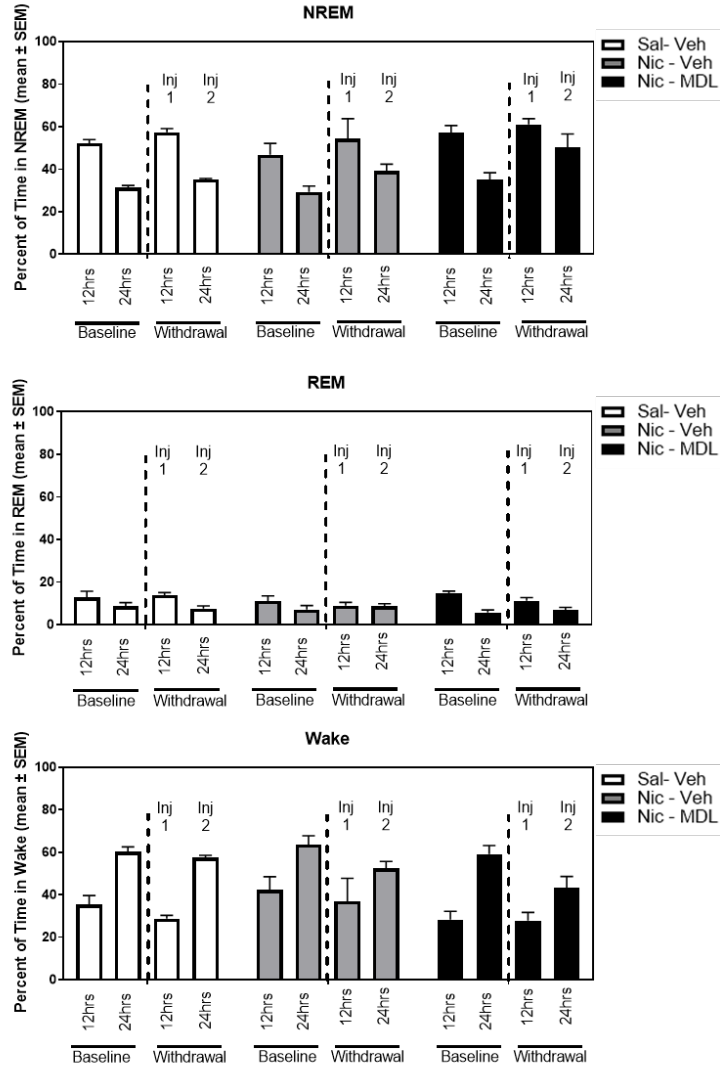 NREM
Percent of Time in NREM (mean ± SEM)
100
80
60
40
20
0
Inj
1
Inj
2
Inj
1
Inj
2
Inj
1
Inj
2
Sal- Veh
Nic - Veh
Nic - MDL
12hrs
24hrs
12hrs
24hrs
12hrs
24hrs
12hrs
24hrs
12hrs
24hrs
12hrs
24hrs
Baseline
Withdrawal
Baseline
Withdrawal
Baseline
Withdrawal
REM
Percent of Time in REM (mean ± SEM)
100
80
60
40
20
0
Inj
1
Inj
2
Inj
1
Inj
2
Inj
1
Inj
2
Sal- Veh
Nic - Veh
Nic - MDL
12hrs
24hrs
12hrs
24hrs
12hrs
24hrs
12hrs
24hrs
12hrs
24hrs
12hrs
24hrs
Baseline
Withdrawal
Baseline
Withdrawal
Baseline
Withdrawal
Wake
Percent of Time in Wake (mean ± SEM)
100
80
60
40
20
0
Inj
1
Inj
2
Inj
1
Inj
2
Inj
1
Inj
2
Sal- Veh
Nic - Veh
Nic - MDL
12hrs
24hrs
12hrs
24hrs
12hrs
24hrs
12hrs
24hrs
12hrs
24hrs
12hrs
24hrs
Baseline
Withdrawal
Baseline
Withdrawal
Baseline
Withdrawal